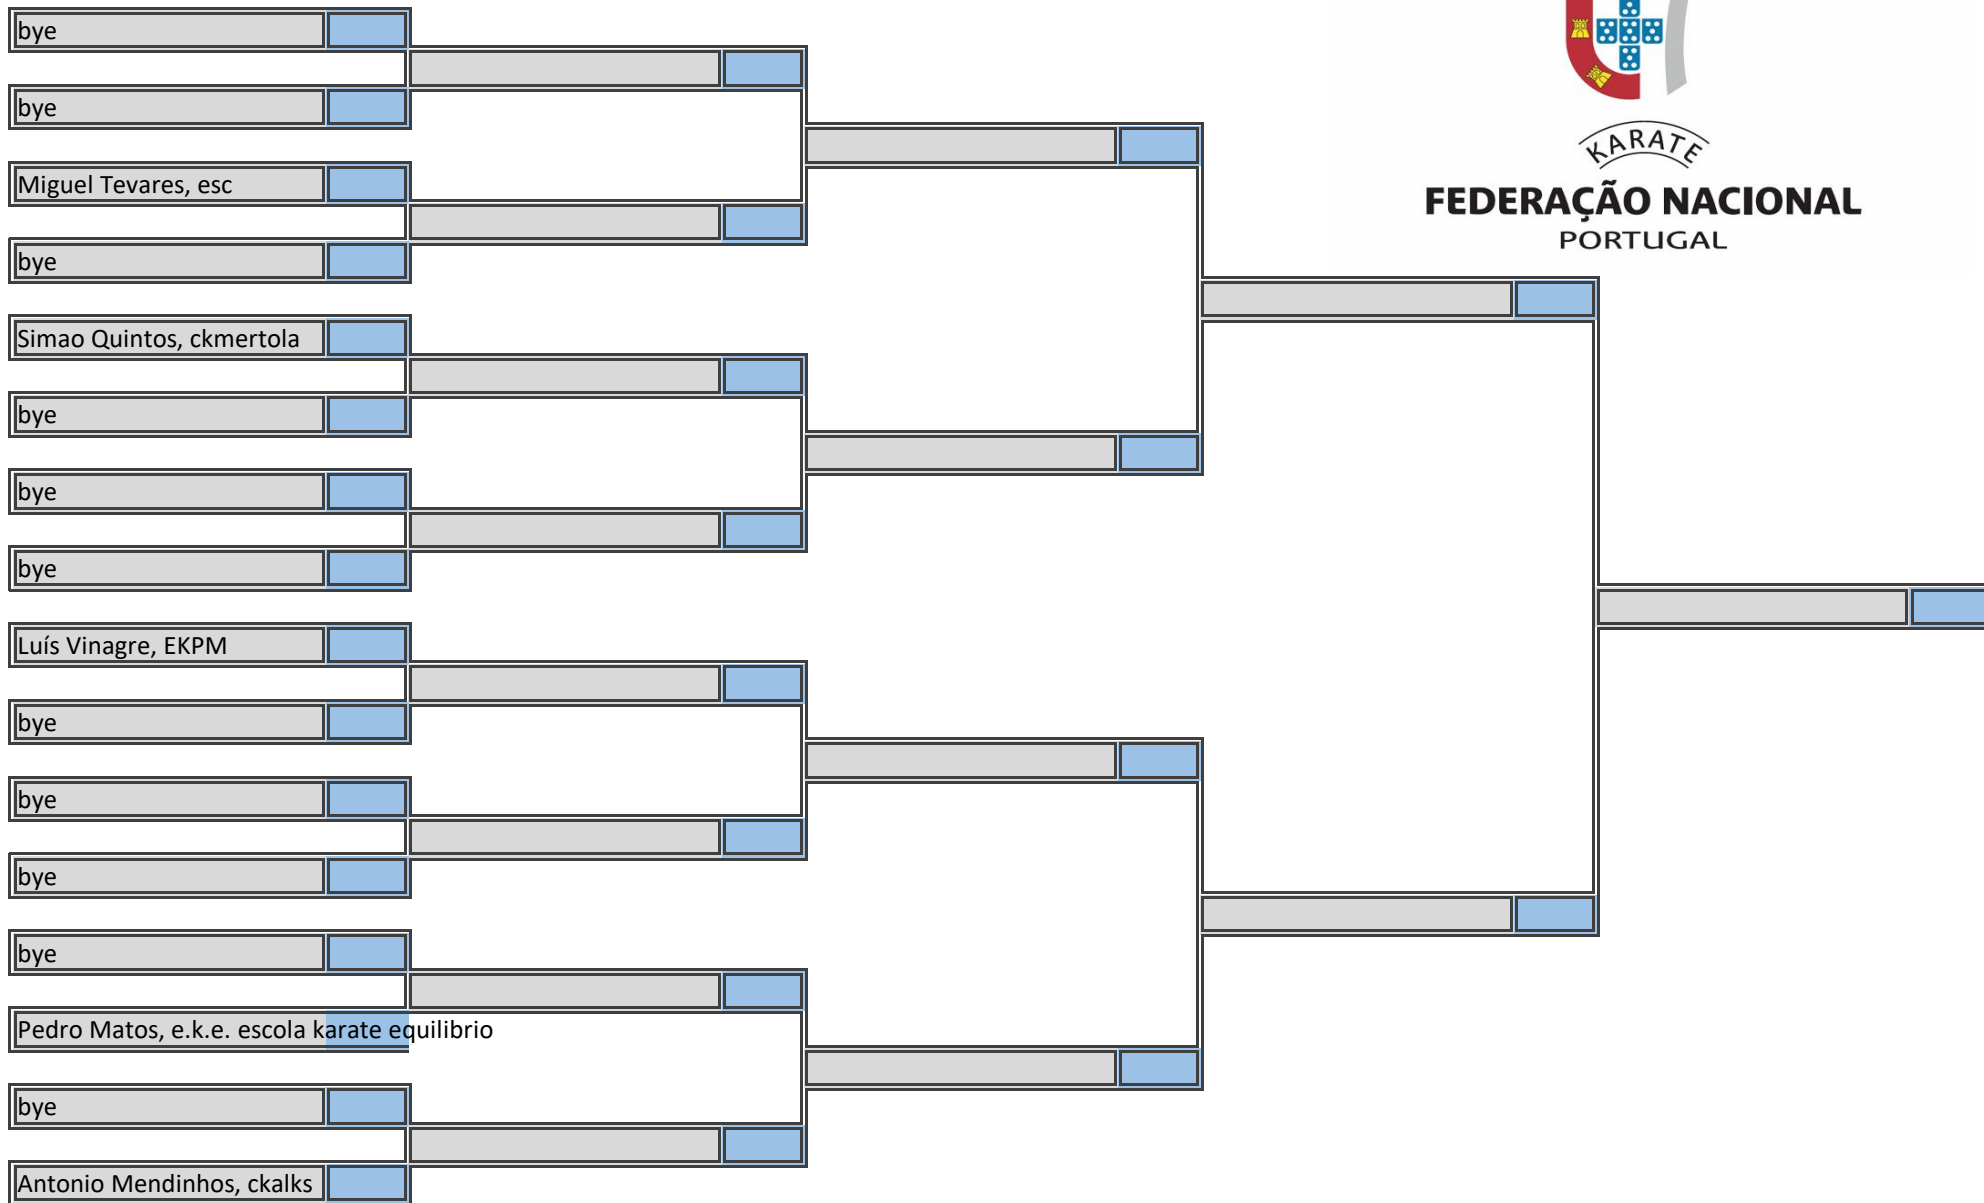 bye
bye
Miguel Tevares, esc
bye
Simao Quintos, ckmertola
bye
bye
bye
Luís Vinagre, EKPM
bye
bye
bye
bye
Pedro Matos, e.k.e. escola karate equilibrio
bye
Antonio Mendinhos, ckalks
KARATE
FEDERAÇÃO NACIONAL
PORTUGAL